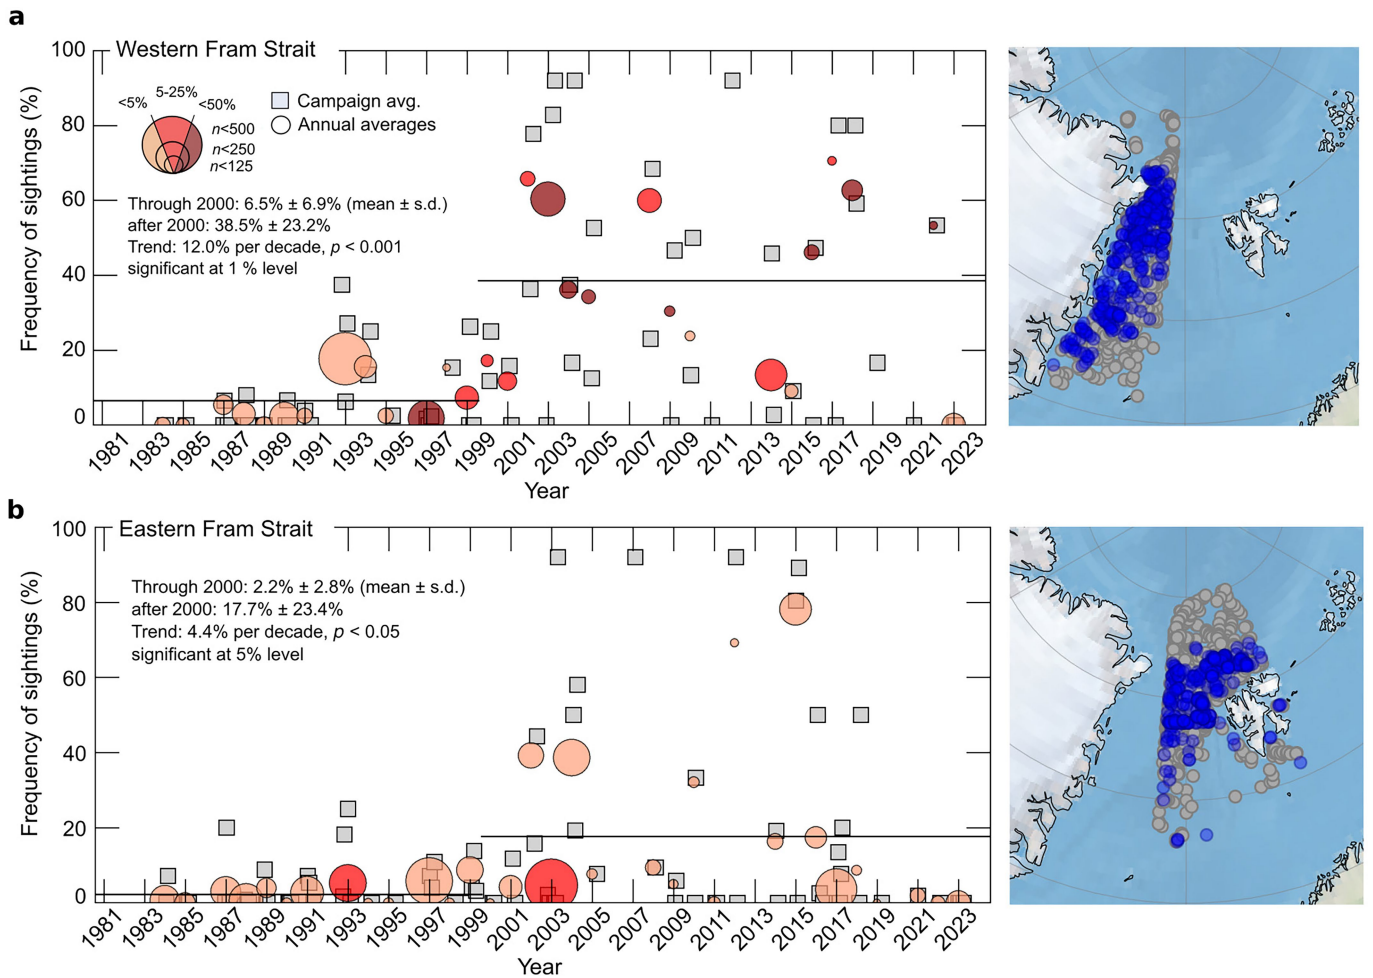 a
Western Fram Strait
100
80
60
40
20
0
Frequency of sightings (%)
<5%
5-25%
<50%
n<500
n<250
n<125
Campaign avg.
Annual averages
Through 2000: 6.5% ± 6.9% (mean ± s.d.)
after 2000: 38.5% ± 23.2%
Trend: 12.0% per decade, p < 0.001
significant at 1 % level
1981 1983 1985 1987 1989 1991 1993 1995 1997 1999 2001 2003 2005 2007 2009 2011 2013 2015 2017 2019 2021 2023
Year
b
Eastern Fram Strait
100
80
60
40
20
0
Frequency of sightings (%)
Through 2000: 2.2% ± 2.8% (mean ± s.d.)
after 2000: 17.7% ± 23.4%
Trend: 4.4% per decade, p < 0.05
significant at 5% level
1981 1983 1985 1987 1989 1991 1993 1995 1997 1999 2001 2003 2005 2007 2009 2011 2013 2015 2017 2019 2021 2023
Year